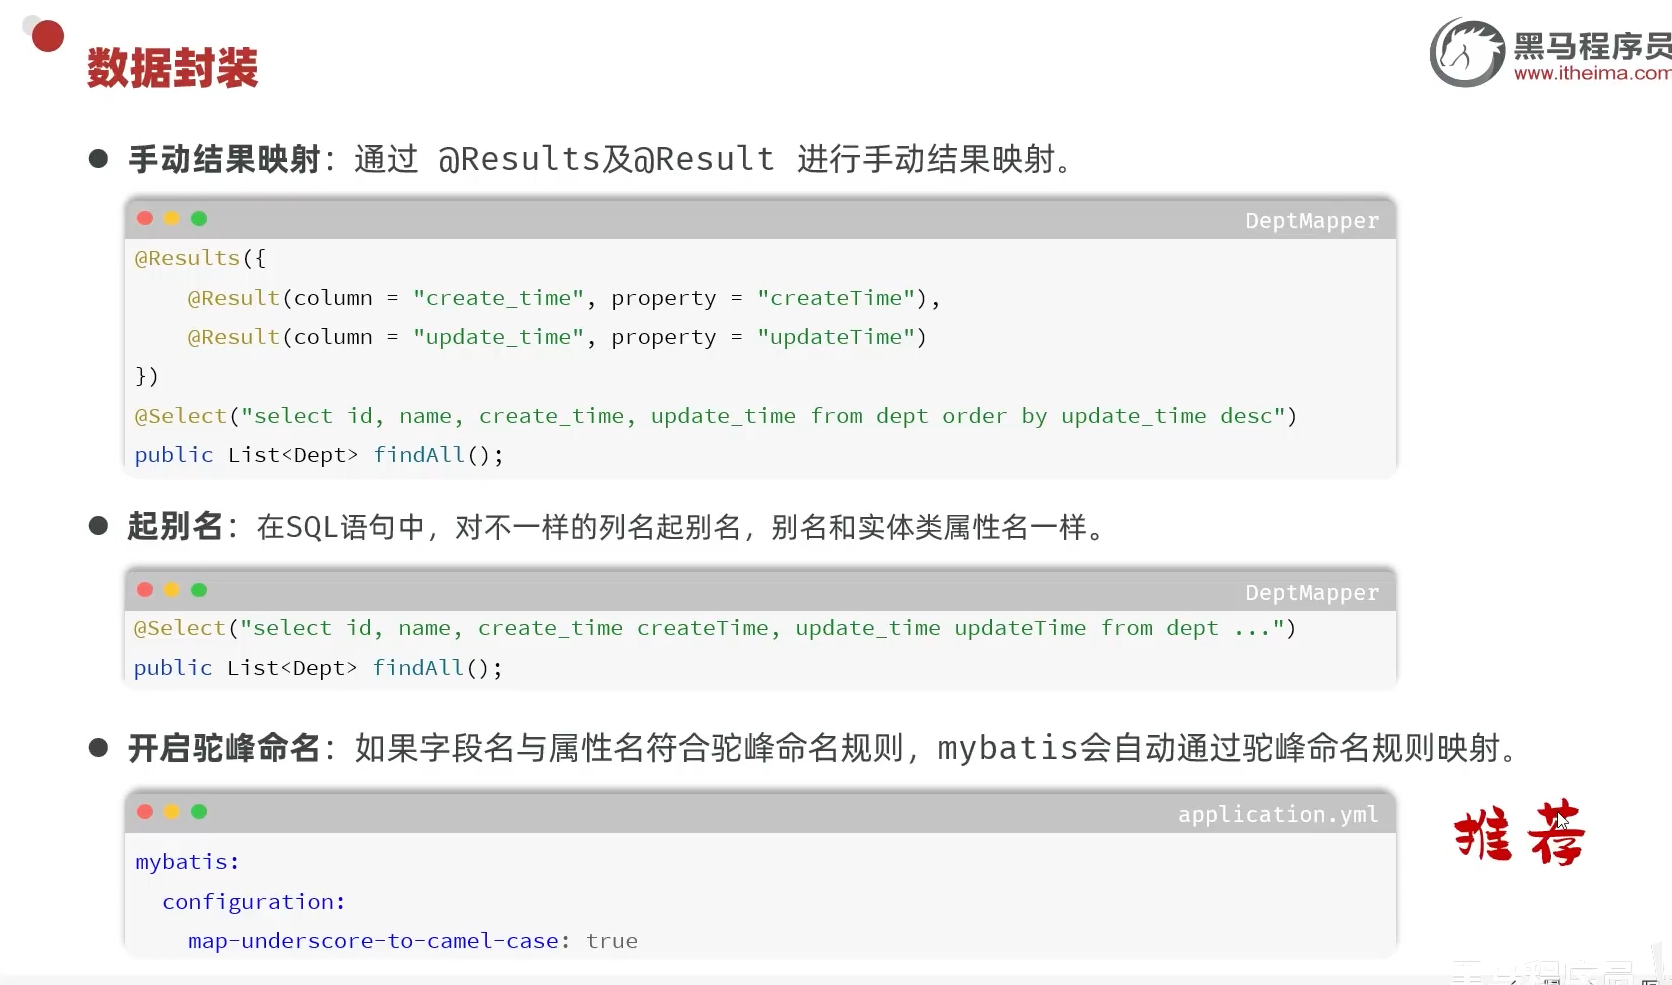 数据封装
黑马程序员
www.itheima.com
手动结果映射：通过 @Results及@Result 进行手动结果映射。
DeptMapper
@Results({
    @Result(column = "create_time", property = "createTime"),
    @Result(column = "update_time", property = "updateTime")
})
@Select("select id, name, create_time, update_time from dept order by update_time desc")
public List<Dept> findAll();
起别名：在SQL语句中，对不一样的列名起别名，别名和实体类属性名一样。
DeptMapper
@Select("select id, name, create_time createTime, update_time updateTime from dept ...")
public List<Dept> findAll();
开启驼峰命名：如果字段名与属性名符合驼峰命名规则，mybatis会自动通过驼峰命名规则映射。
application.yml
推荐
mybatis:
  configuration:
    map-underscore-to-camel-case: true